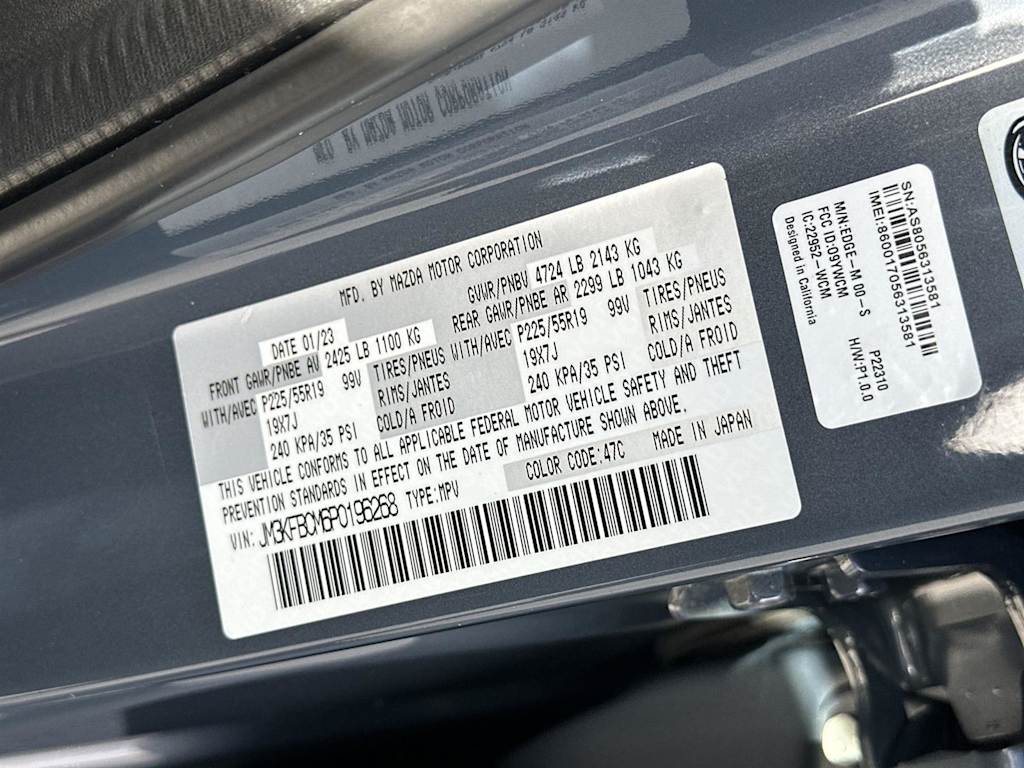 MFD. BY MAZDA MOTOR CORPORATION
DATE 01/23 GVWR/PNBV 4724 LB 2143 KG
FRONT GAWR/PNBE AV 2425 LB 1100 KG REAR GAWR/PNBE AR 2299 LB 1043 KG
WITH/AVEC P225/55R19 99V TIRES/PNEUS WITH/AVEC P225/55R19 99V TIRES/PNEUS
19X7J RIMS/JANTES 19X7J RIMS/JANTES
240 KPA/35 PSI COLD/A FROID 240 KPA/35 PSI COLD/A FROID
THIS VEHICLE CONFORMS TO ALL APPLICABLE FEDERAL MOTOR VEHICLE SAFETY AND THEFT
PREVENTION STANDARDS IN EFFECT ON THE DATE OF MANUFACTURE SHOWN ABOVE.
VIN: JM3KFBCM6P0196268 TYPE:MPV COLOR CODE:47C MADE IN JAPAN
SN:AS8056313581
IMEI:860017056313581
M/N:EDGE-M 00-S P22310
FCC ID:O9YWCM H/W:P1.0.0
IC:22952-WCM
Designed in California